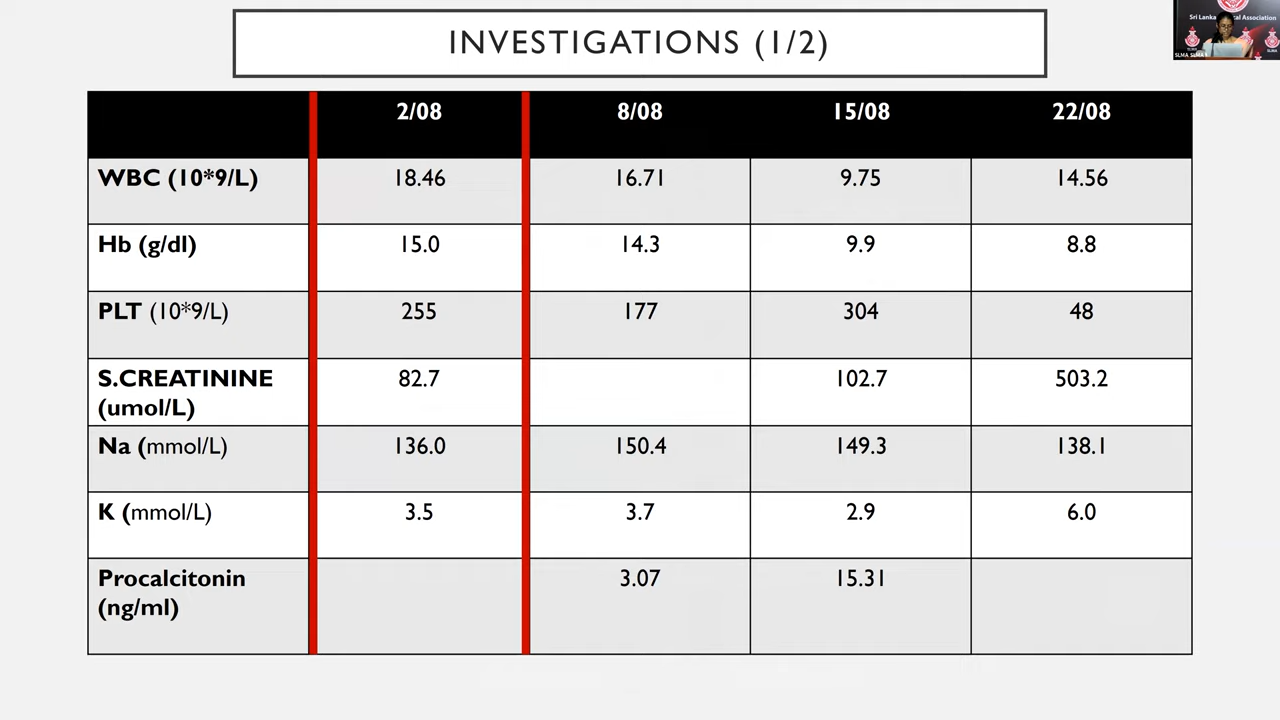 INVESTIGATIONS (1/2)
Sri Lanka
Association
SLMA
SLMA
SLMA SLMA
2/08 8/08 15/08 22/08
WBC (10*9/L) 18.46 16.71 9.75 14.56
Hb (g/dl) 15.0 14.3 9.9 8.8
PLT (10*9/L) 255 177 304 48
S.CREATININE 82.7 102.7 503.2
(umol/L)
Na (mmol/L) 136.0 150.4 149.3 138.1
K (mmol/L) 3.5 3.7 2.9 6.0
Procalcitonin 3.07 15.31
(ng/ml)